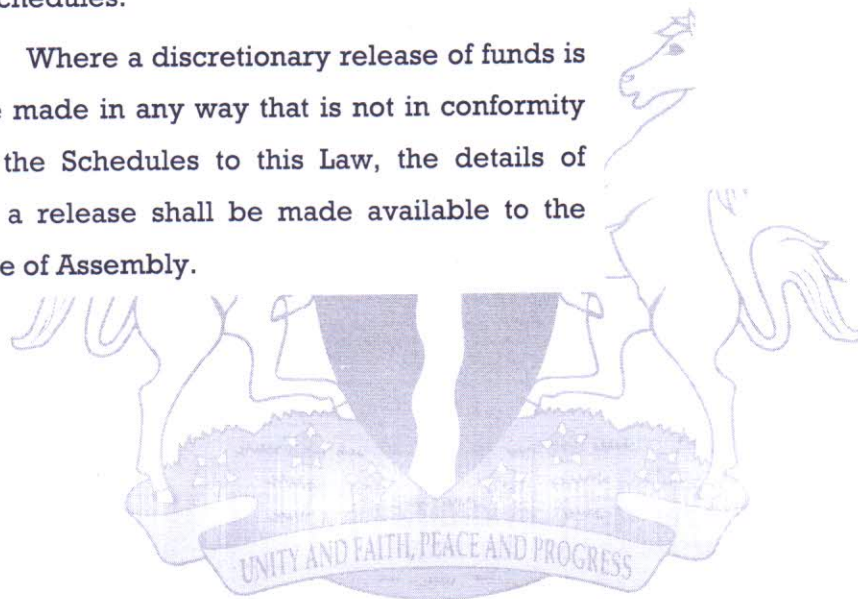 chedules.
Where a discretionary release of funds is
e made in any way that is not in conformity
the Schedules to this Law, the details of
a release shall be made available to the
e of Assembly.
UNITY AND FAITH, PEACE AND PROGRESS